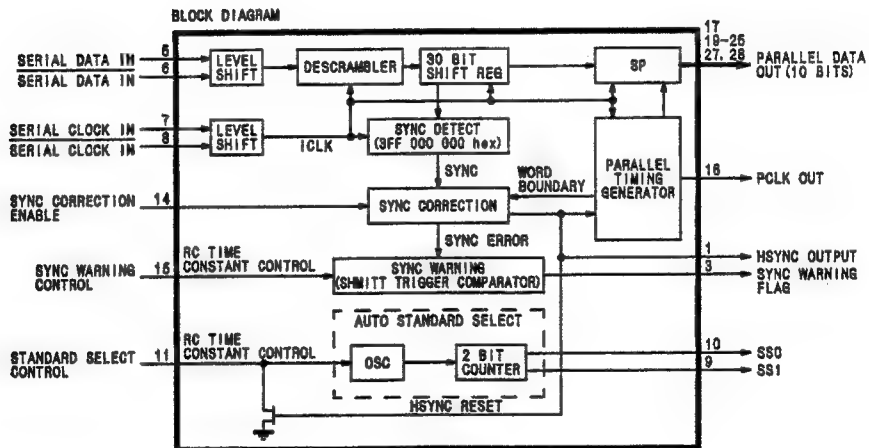 BLOCK DIAGRAM
SERIAL DATA IN
5
SERIAL DATA IN
6
LEVEL
SHIFT
DESCRAMBLER
30 BIT
SHIFT REG
SP
17
19-25
27, 28
PARALLEL DATA
OUT (10 BITS)
SERIAL CLOCK IN
7
SERIAL CLOCK IN
8
LEVEL
SHIFT
ICLK
SYNC DETECT
(3FF 000 000 hex)
SYNC
WORD
BOUNDARY
PARALLEL
TIMING
GENERATOR
16
PCLK OUT
SYNC CORRECTION
ENABLE
14
SYNC CORRECTION
SYNC ERROR
1
HSYNC OUTPUT
3
SYNC WARNING
FLAG
SYNC WARNING
CONTROL
15
RC TIME
CONSTANT CONTROL
SYNC WARNING
(SHMITT TRIGGER COMPARATOR)
AUTO STANDARD SELECT
STANDARD SELECT
CONTROL
11
RC TIME
CONSTANT CONTROL
OSC
2 BIT
COUNTER
10
SS0
9
SS1
HSYNC RESET